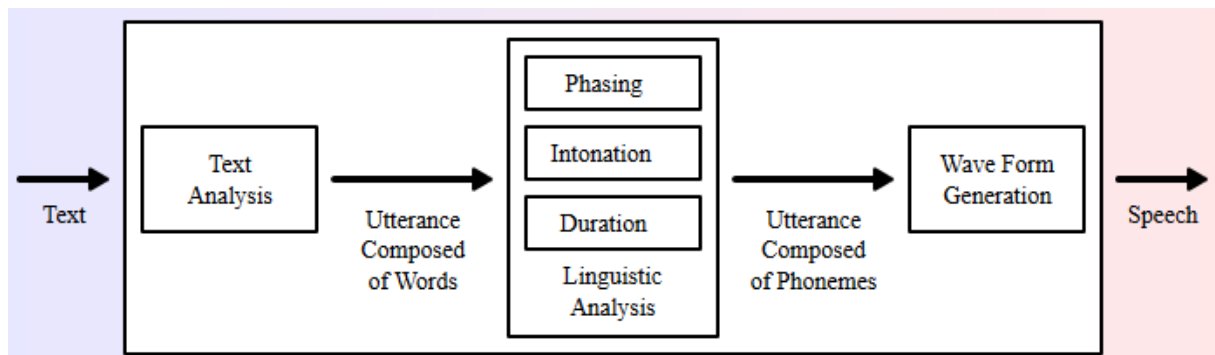 Text
Text
Analysis
Utterance
Composed
of Words
Phasing
Intonation
Duration
Linguistic
Analysis
Utterance
Composed
of Phonemes
Wave Form
Generation
Speech